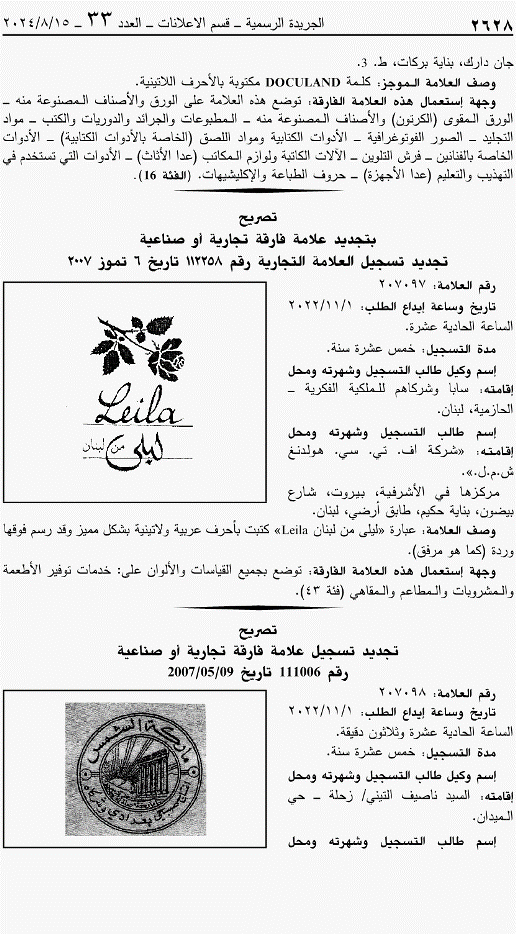 ٢٦٢٨ الجريدة الرسمية – قسم الاعلانات – العدد ٣٣ – ٢٠٢٤/٨/١٥
جان دارك، بناية بركات، ط. 3.
وصف العلامة الموجز: كلمة DOCULAND مكتوبة بالأحرف اللاتينية.
وجهة إستعمال هذه العلامة الفارقة: توضع هذه العلامة على الورق والأصناف المصنوعة منه –
الورق المقوى (الكرتون) والأصناف المصنوعة منه – المطبوعات والجرائد والدوريات والكتب – مواد
التجليد – الصور الفوتوغرافية – الأدوات الكتابية ومواد اللصق (الخاصة بالأدوات الكتابية) – الأدوات
الخاصة بالفنانين – فرش التلوين – الآلات الكاتبة ولوازم المكاتب (عدا الأثاث) – الأدوات التي تستخدم في
التهذيب والتعليم (عدا الأجهزة) – حروف الطباعة والإكليشيهات. (الفئة 16).
تصريح
بتجديد علامة فارقة تجارية أو صناعية
تجديد تسجيل العلامة التجارية رقم ١١٢٢٥٨ تاريخ ٦ تموز ٢٠٠٧
رقم العلامة: ٢٠٧٠٩٧
تاريخ وساعة إيداع الطلب: ٢٠٢٢/١١/١
الساعة الحادية عشرة.
مدة التسجيل: خمس عشرة سنة.
إسم وكيل طالب التسجيل وشهرته ومحل
إقامته: سابا وشركاهم للملكية الفكرية –
الحازمية، لبنان.
إسم طالب التسجيل وشهرته ومحل
إقامته: «شركة اف. تي. سي. هولدنغ
ش.م.ل.».
مركزها في الأشرفية، بيروت، شارع
بيضون، بناية حكيم، طابق أرضي، لبنان.
Leila
ليلى من لبنان
وصف العلامة: عبارة «ليلى من لبنان Leila» كتبت بأحرف عربية ولاتينية بشكل مميز وقد رسم فوقها
وردة (كما هو مرفق).
وجهة إستعمال هذه العلامة الفارقة: توضع بجميع القياسات والألوان على: خدمات توفير الأطعمة
والمشروبات والمطاعم والمقاهي (فئة ٤٣).
تصريح
تجديد تسجيل علامة فارقة تجارية أو صناعية
رقم 111006 تاريخ 2007/05/09
رقم العلامة: ٢٠٧٠٩٨
تاريخ وساعة إيداع الطلب: ٢٠٢٢/١١/١
الساعة الحادية عشرة وثلاثون دقيقة.
مدة التسجيل: خمس عشرة سنة.
إسم وكيل طالب التسجيل وشهرته ومحل
إقامته: السيد ناصيف التيني/ زحلة – حي
الميدان.
إسم طالب التسجيل وشهرته ومحل
ماركة الشمس